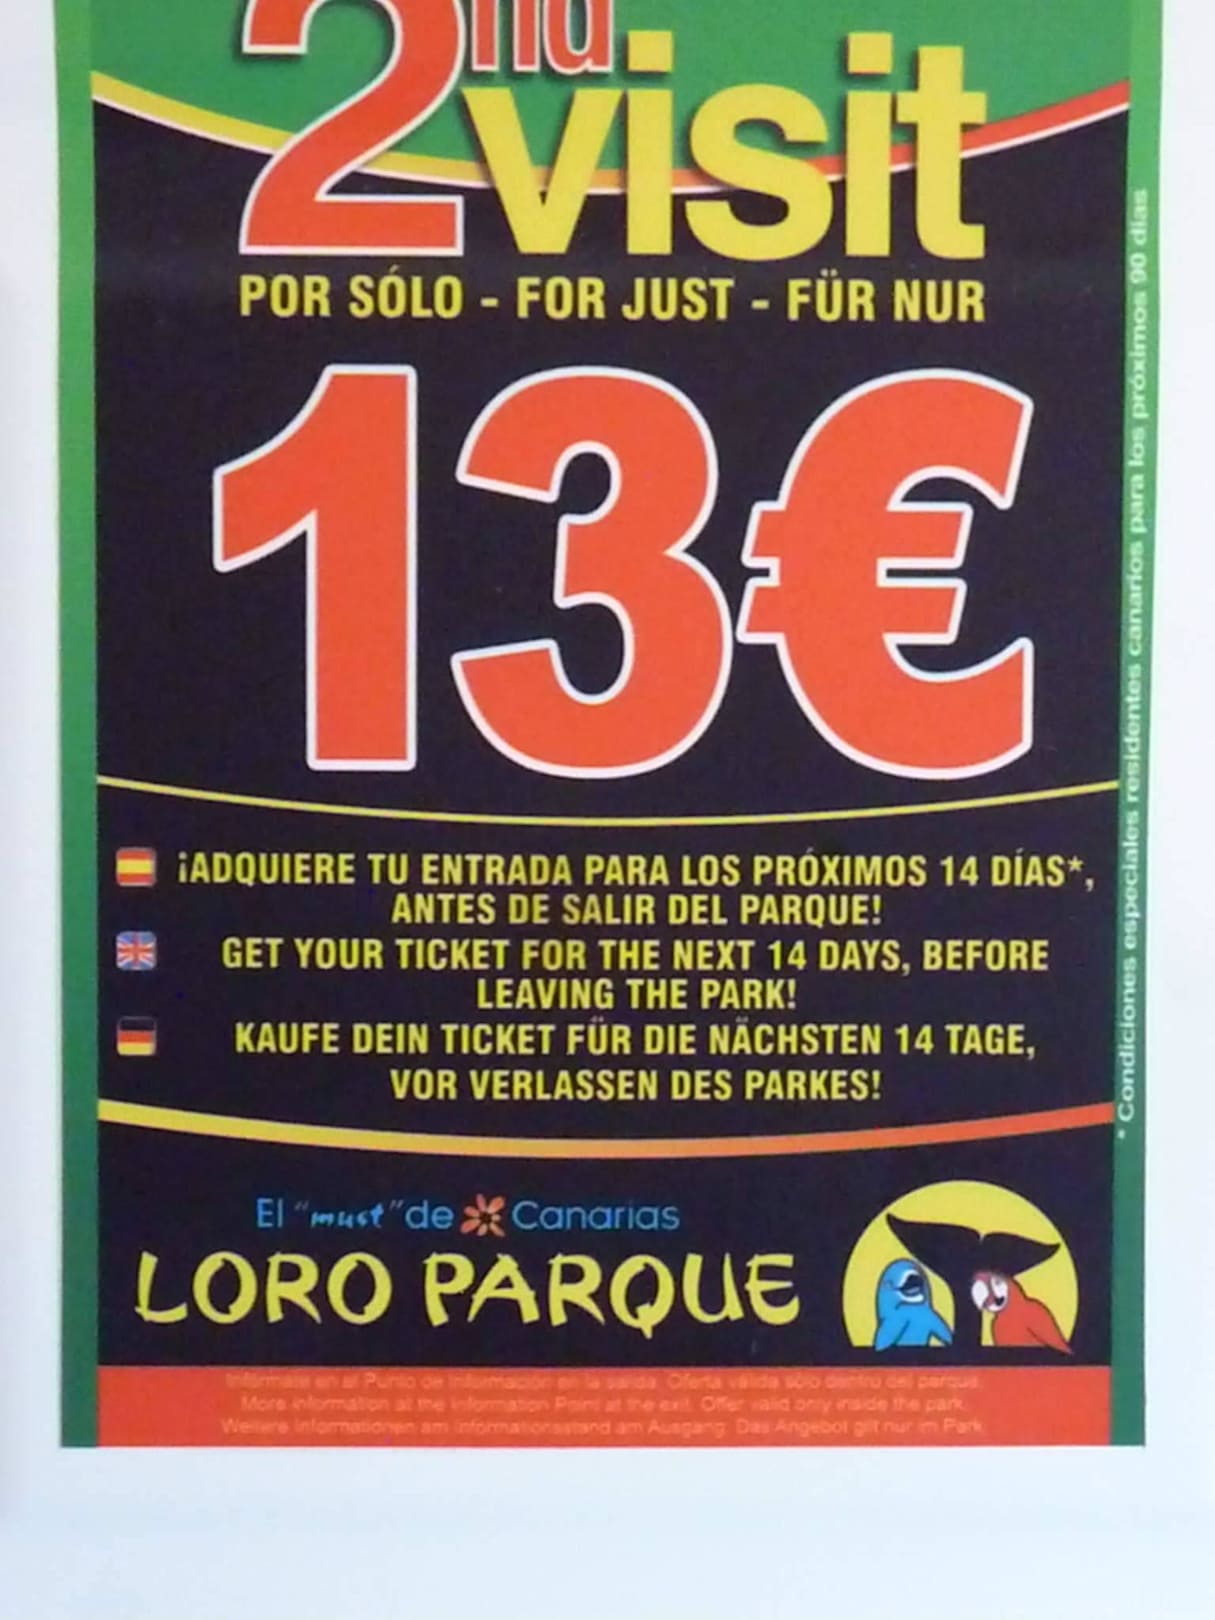 2nd
visit
POR SÓLO - FOR JUST - FÜR NUR
13€
¡ADQUIERE TU ENTRADA PARA LOS PRÓXIMOS 14 DÍAS*,
ANTES DE SALIR DEL PARQUE!
GET YOUR TICKET FOR THE NEXT 14 DAYS, BEFORE
LEAVING THE PARK!
KAUFE DEIN TICKET FÜR DIE NÄCHSTEN 14 TAGE,
VOR VERLASSEN DES PARKES!
* Condiciones especiales residentes canarios para los próximos 90 días
El "must" de Canarias
LORO PARQUE
Infórmate en el Punto de Información en la salida. Oferta válida sólo dentro del parque.
More information at the Information Point at the exit. Offer valid only inside the park.
Weitere Informationen am Informationsstand am Ausgang. Das Angebot gilt nur im Park.